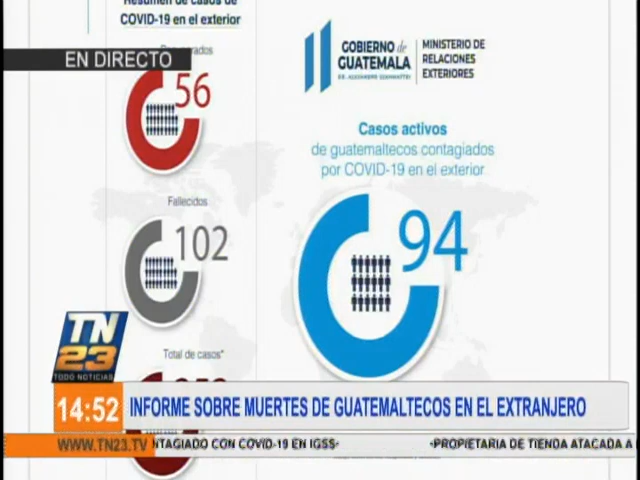 Resumen de casos de
COVID-19 en el exterior
EN DIRECTO
56
Fallecidos
102
Total de casos*
GOBIERNO de
GUATEMALA
DR. ALEJANDRO GIAMMATTEI
MINISTERIO DE
RELACIONES
EXTERIORES
Casos activos
de guatemaltecos contagiados
por COVID-19 en el exterior
94
TN
23
TODO NOTICIAS
14:52
INFORME SOBRE MUERTES DE GUATEMALTECOS EN EL EXTRANJERO
WWW.TN23.TV
NTAGIADO CON COVID-19 EN IGSS- •PROPIETARIA DE TIENDA ATACADA A